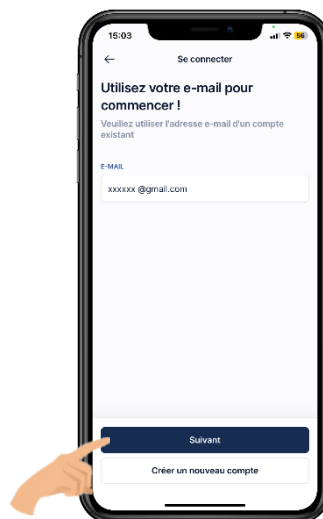 15:03
56
Se connecter
Utilisez votre e-mail pour
commencer !
Veuillez utiliser l'adresse e-mail d'un compte
existant
E-MAIL
xxxxxx @gmail.com
Suivant
Créer un nouveau compte